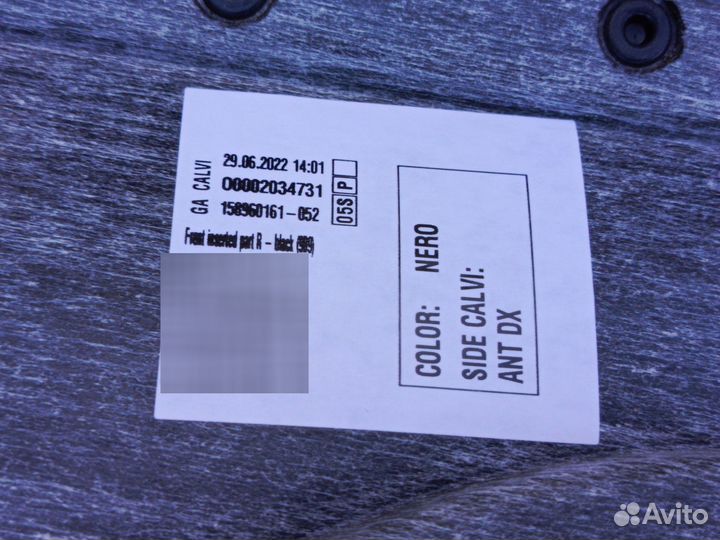 GA CALVI
29.06.2022 14:01
00002034731
05S P
158960161-052
Front inserted part R - black (909)
COLOR: NERO
SIDE CALVI:
ANT DX
Avito